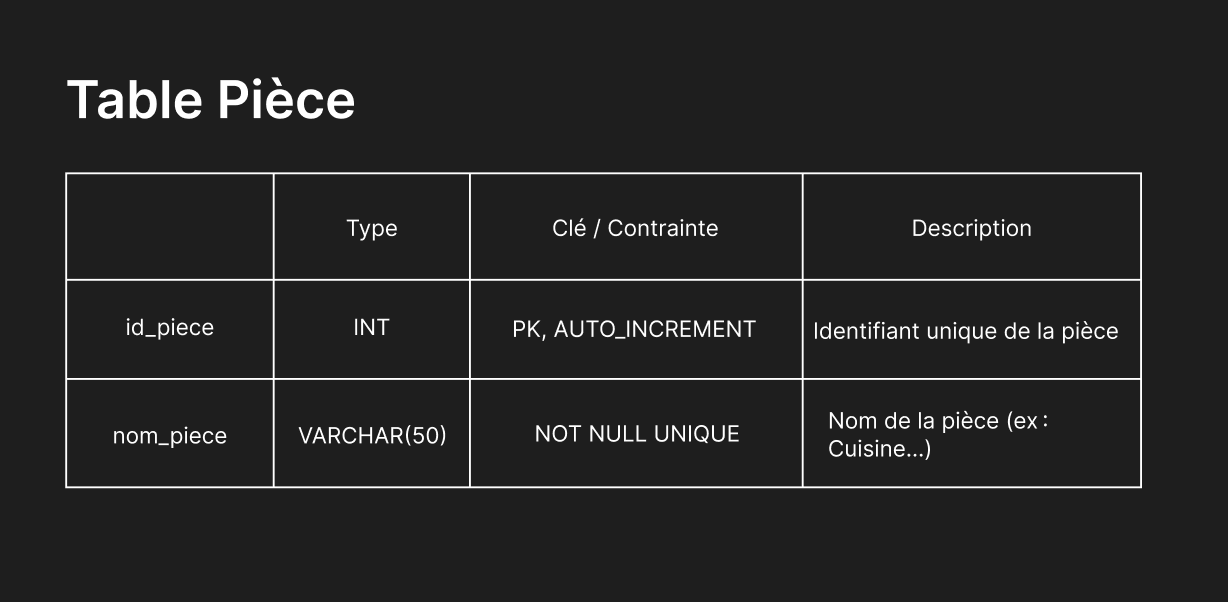 Table Pièce
Type
Clé / Contrainte
Description
id_piece
INT
PK, AUTO_INCREMENT
Identifiant unique de la pièce
nom_piece
VARCHAR(50)
NOT NULL UNIQUE
Nom de la pièce (ex :
Cuisine...)